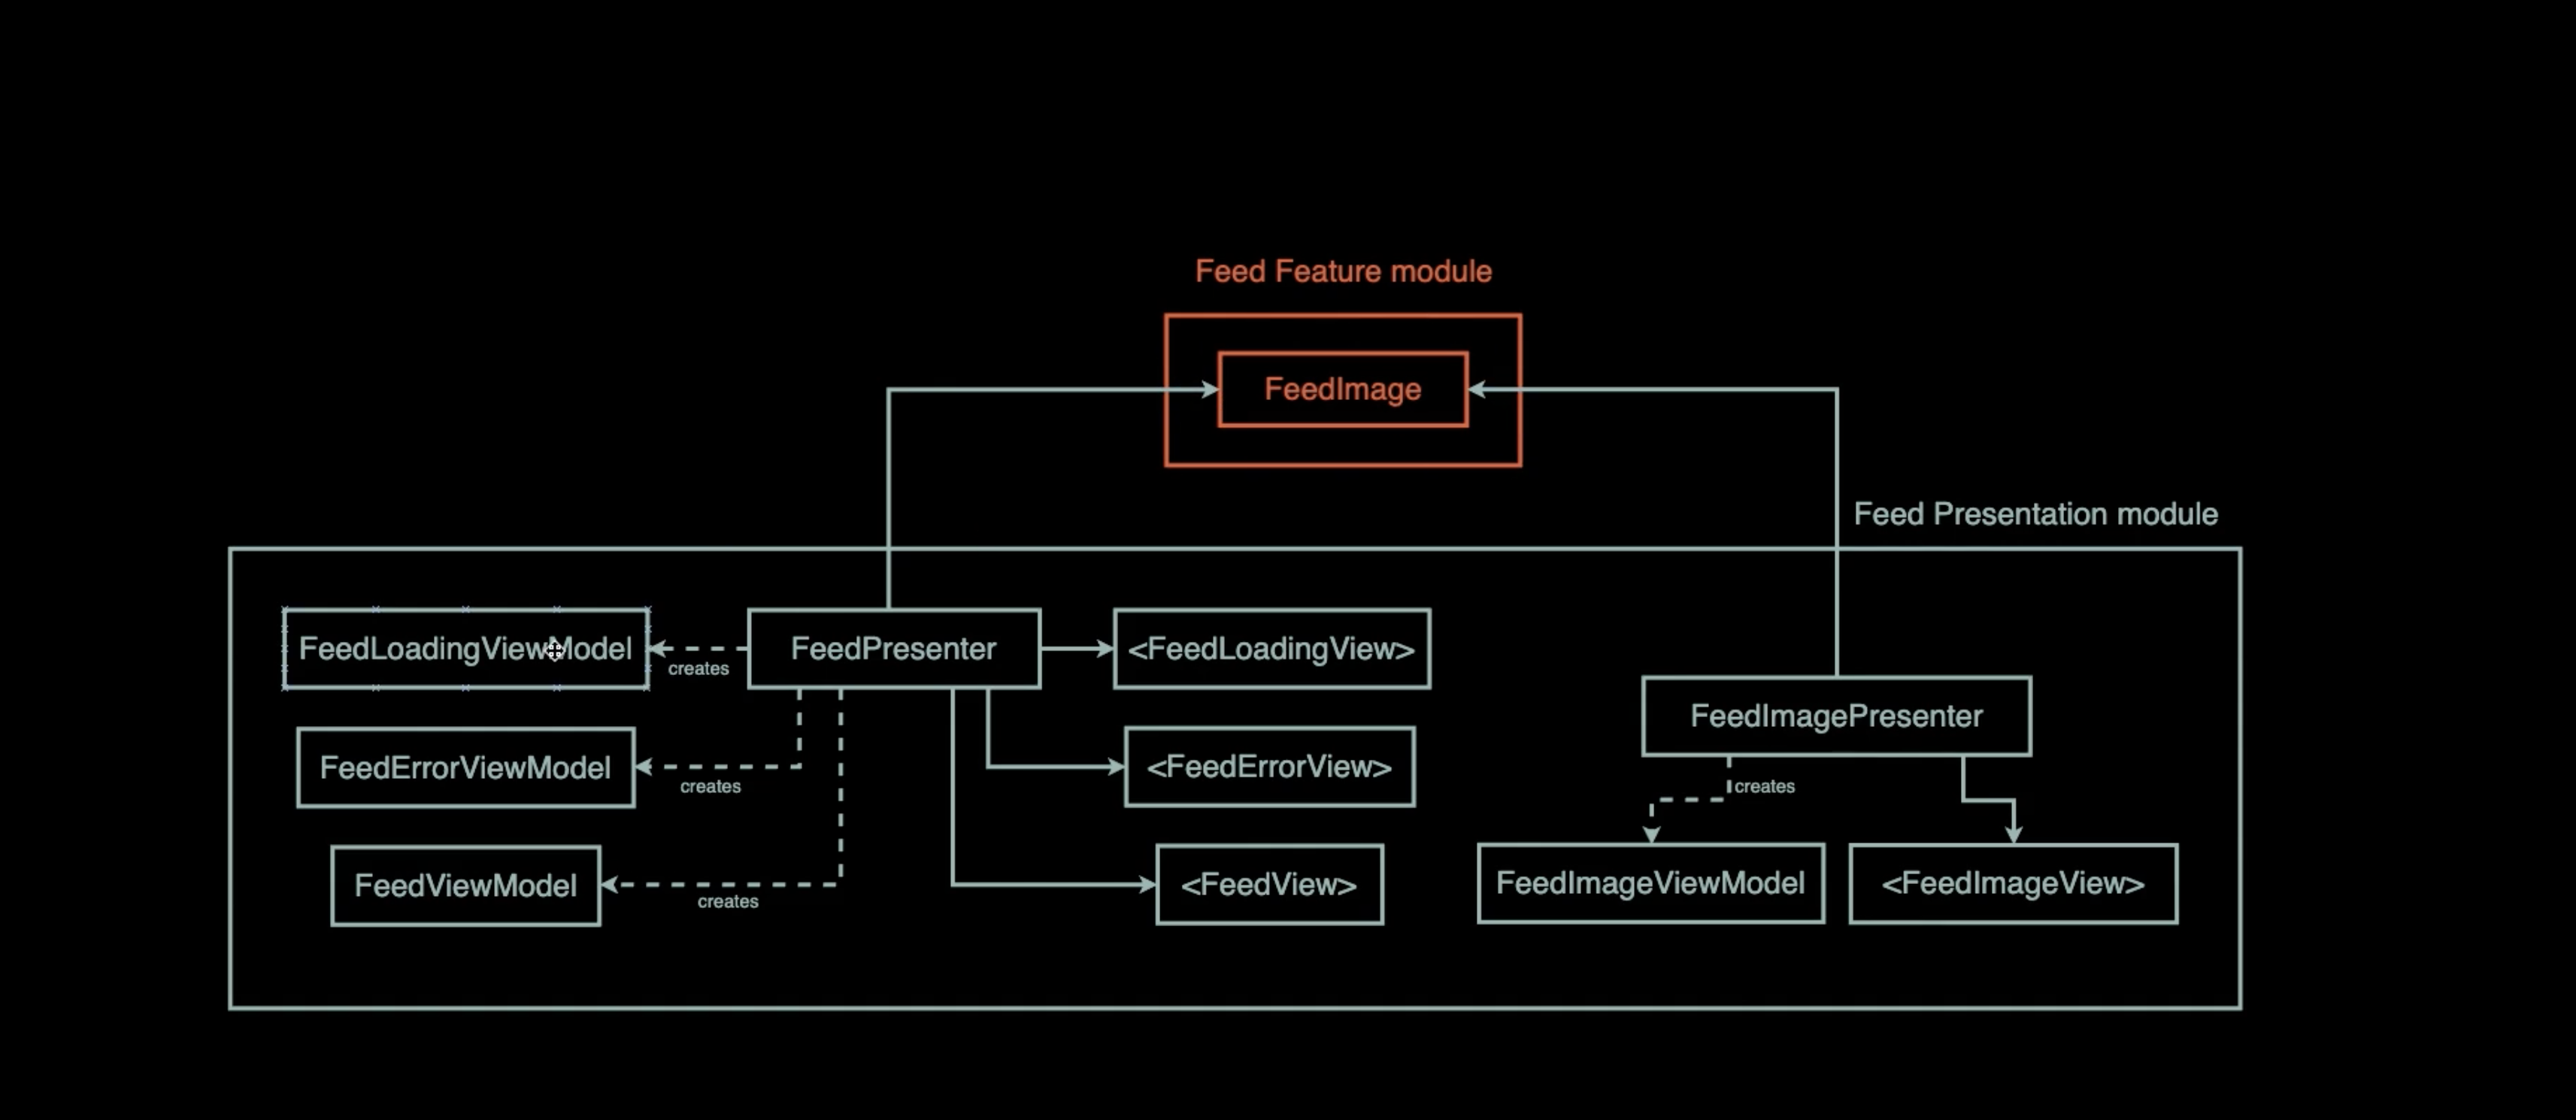 Feed Feature module
FeedImage
Feed Presentation module
FeedLoadingViewModel
creates
FeedPresenter
<FeedLoadingView>
FeedImagePresenter
FeedErrorViewModel
creates
<FeedErrorView>
creates
FeedViewModel
creates
<FeedView>
FeedImageViewModel
<FeedImageView>